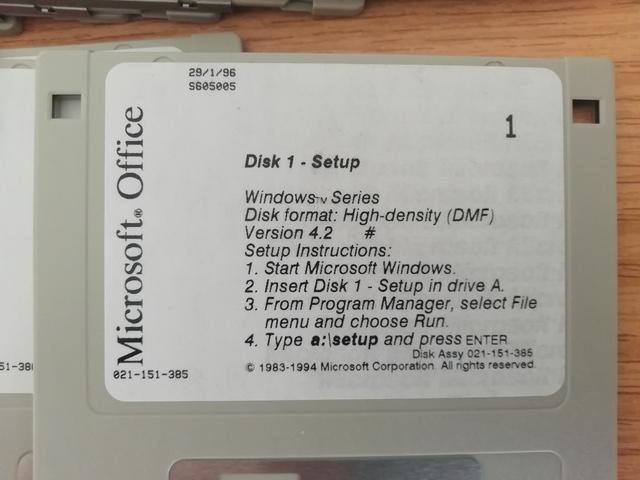 29/1/96
S605005
1
Microsoft® Office
Disk 1 - Setup
Windows™ Series
Disk format: High-density (DMF)
Version 4.2 #
Setup Instructions:
1. Start Microsoft Windows.
2. Insert Disk 1 - Setup in drive A.
3. From Program Manager, select File
menu and choose Run.
4. Type a:\setup and press ENTER.
Disk Assy 021-151-385
© 1983-1994 Microsoft Corporation. All rights reserved.
021-151-385